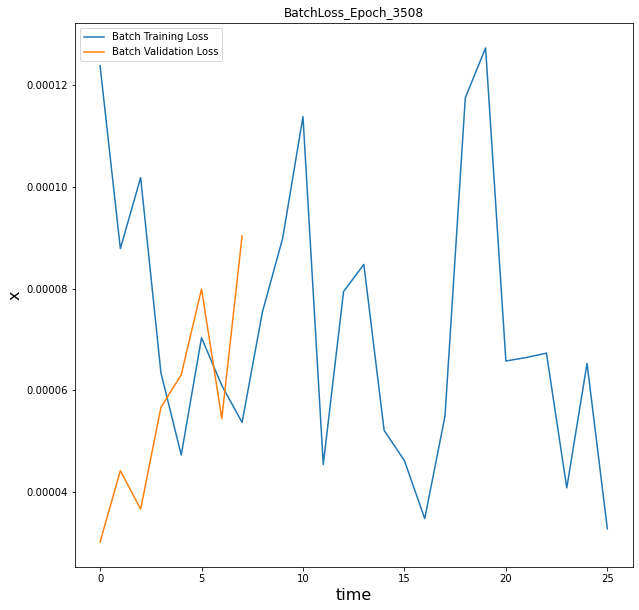 BatchLoss_Epoch_3508
Batch Training Loss
Batch Validation Loss
0.00012
0.00010
0.00008
0.00006
0.00004
x
0 5 10 15 20 25
time